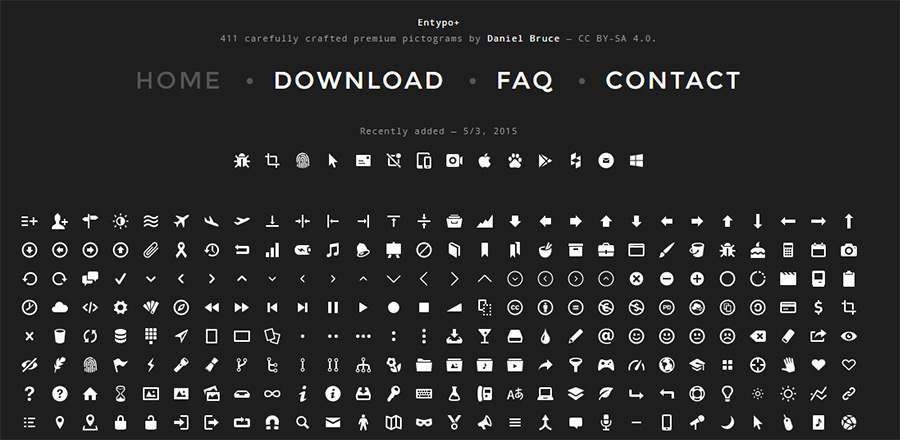 Entypo+
411 carefully crafted premium pictograms by Daniel Bruce — CC BY-SA 4.0.
HOME • DOWNLOAD • FAQ • CONTACT
Recently added — 5/3, 2015